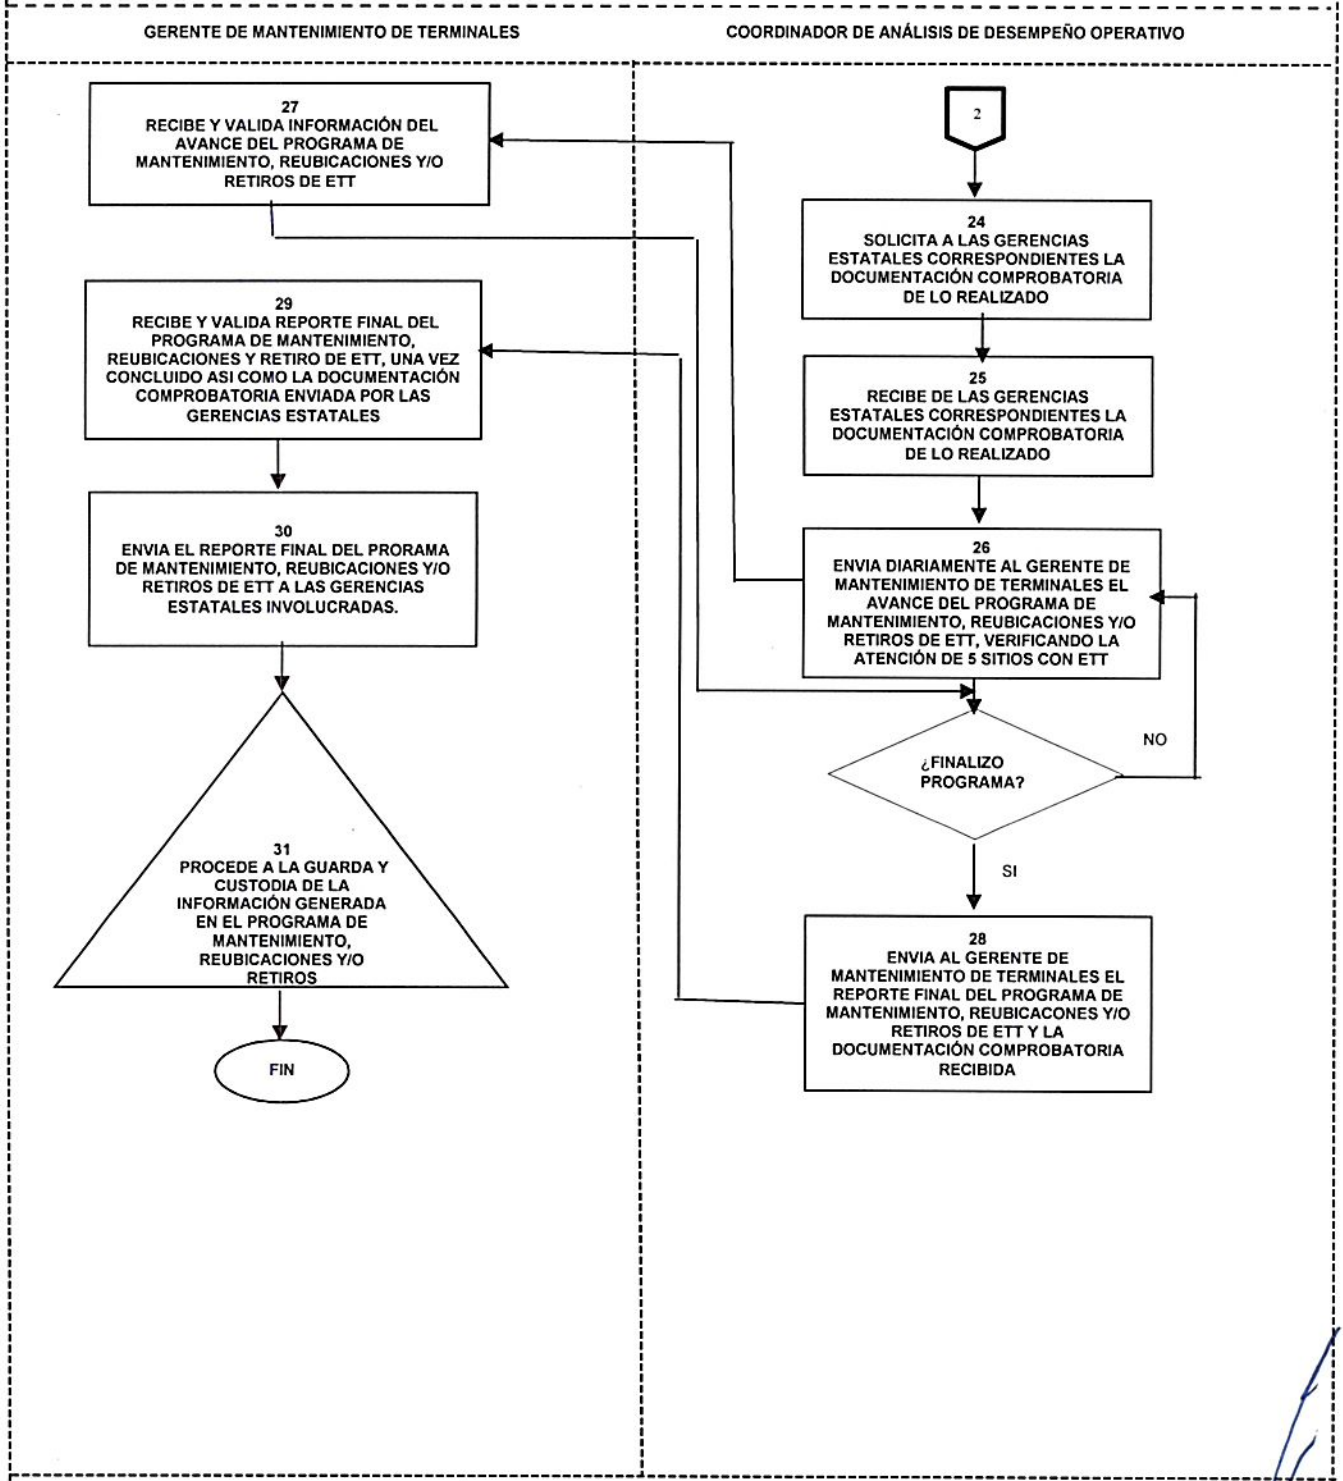 GERENTE DE MANTENIMIENTO DE TERMINALES
COORDINADOR DE ANÁLISIS DE DESEMPEÑO OPERATIVO
27
RECIBE Y VALIDA INFORMACIÓN DEL
AVANCE DEL PROGRAMA DE
MANTENIMIENTO, REUBICACIONES Y/O
RETIROS DE ETT
29
RECIBE Y VALIDA REPORTE FINAL DEL
PROGRAMA DE MANTENIMIENTO,
REUBICACIONES Y RETIRO DE ETT, UNA VEZ
CONCLUIDO ASI COMO LA DOCUMENTACIÓN
COMPROBATORIA ENVIADA POR LAS
GERENCIAS ESTATALES
30
ENVIA EL REPORTE FINAL DEL PRORAMA
DE MANTENIMIENTO, REUBICACIONES Y/O
RETIROS DE ETT A LAS GERENCIAS
ESTATALES INVOLUCRADAS.
31
PROCEDE A LA GUARDA Y
CUSTODIA DE LA
INFORMACIÓN GENERADA
EN EL PROGRAMA DE
MANTENIMIENTO,
REUBICACIONES Y/O
RETIROS
FIN
2
24
SOLICITA A LAS GERENCIAS
ESTATALES CORRESPONDIENTES LA
DOCUMENTACIÓN COMPROBATORIA
DE LO REALIZADO
25
RECIBE DE LAS GERENCIAS
ESTATALES CORRESPONDIENTES LA
DOCUMENTACIÓN COMPROBATORIA
DE LO REALIZADO
26
ENVIA DIARIAMENTE AL GERENTE DE
MANTENIMIENTO DE TERMINALES EL
AVANCE DEL PROGRAMA DE
MANTENIMIENTO, REUBICACIONES Y/O
RETIROS DE ETT, VERIFICANDO LA
ATENCIÓN DE 5 SITIOS CON ETT
¿FINALIZO
PROGRAMA?
NO
SI
28
ENVIA AL GERENTE DE
MANTENIMIENTO DE TERMINALES EL
REPORTE FINAL DEL PROGRAMA DE
MANTENIMIENTO, REUBICACONES Y/O
RETIROS DE ETT Y LA
DOCUMENTACIÓN COMPROBATORIA
RECIBIDA